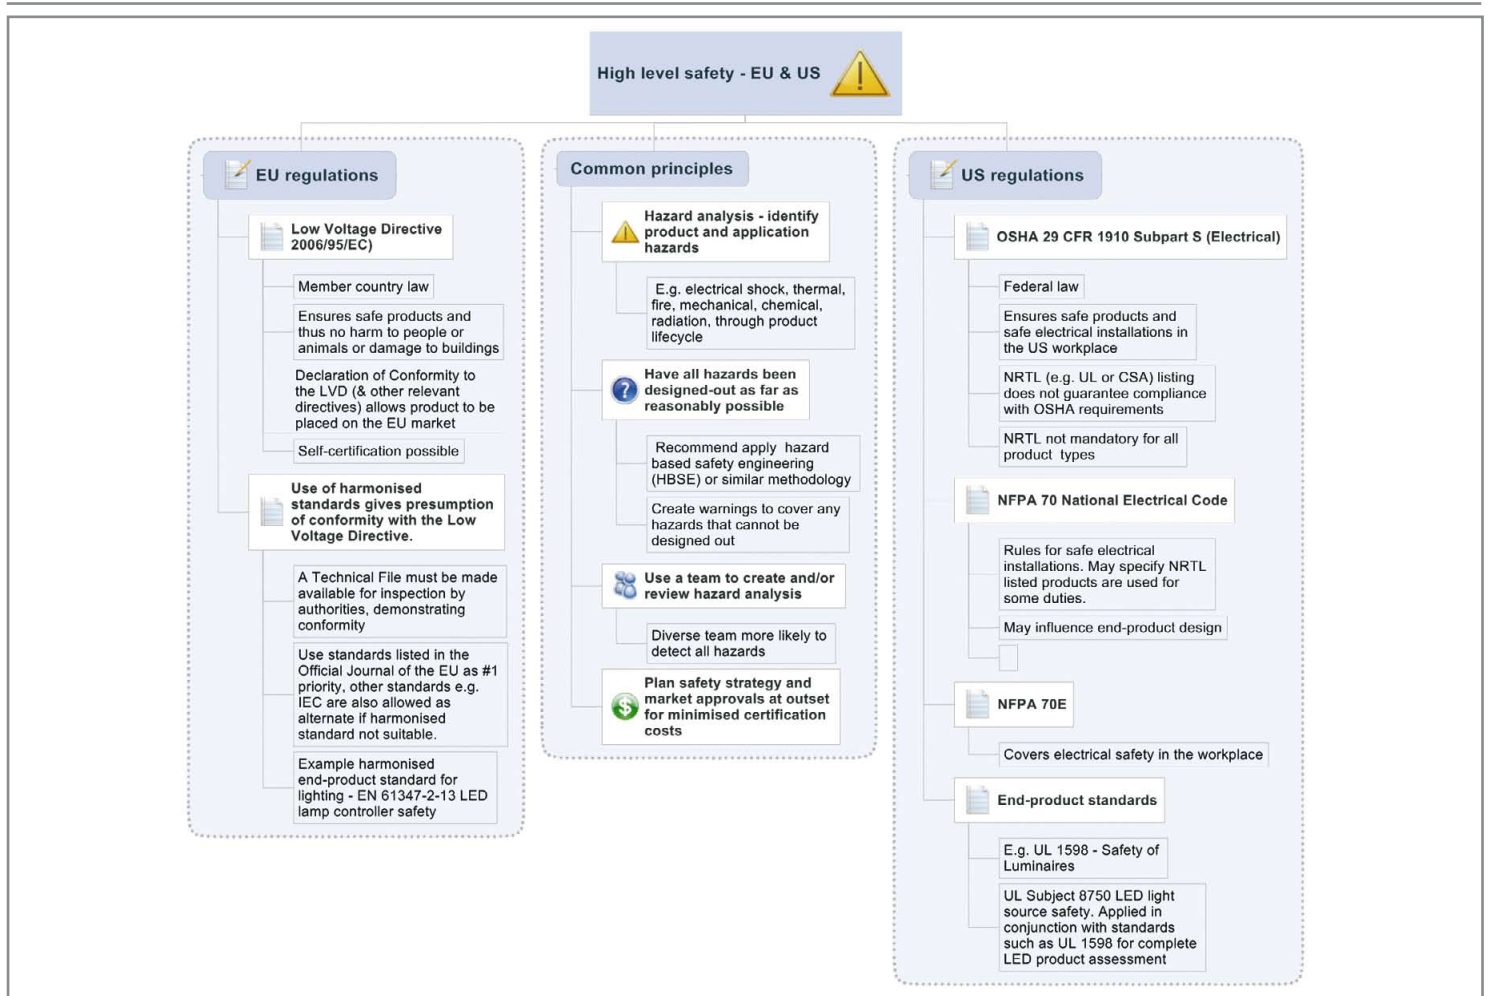 High level safety - EU & US
EU regulations
Low Voltage Directive
2006/95/EC)
Member country law
Ensures safe products and
thus no harm to people or
animals or damage to buildings
Declaration of Conformity to
the LVD (& other relevant
directives) allows product to be
placed on the EU market
Self-certification possible
Use of harmonised
standards gives presumption
of conformity with the Low
Voltage Directive.
A Technical File must be made
available for inspection by
authorities, demonstrating
conformity
Use standards listed in the
Official Journal of the EU as #1
priority, other standards e.g.
IEC are also allowed as
alternate if harmonised
standard not suitable.
Example harmonised
end-product standard for
lighting - EN 61347-2-13 LED
lamp controller safety
Common principles
Hazard analysis - identify
product and application
hazards
E.g. electrical shock, thermal,
fire, mechanical, chemical,
radiation, through product
lifecycle
Have all hazards been
designed-out as far as
reasonably possible
Recommend apply hazard
based safety engineering
(HBSE) or similar methodology
Create warnings to cover any
hazards that cannot be
designed out
Use a team to create and/or
review hazard analysis
Diverse team more likely to
detect all hazards
Plan safety strategy and
market approvals at outset
for minimised certification
costs
US regulations
OSHA 29 CFR 1910 Subpart S (Electrical)
Federal law
Ensures safe products and
safe electrical installations in
the US workplace
NRTL (e.g. UL or CSA) listing
does not guarantee compliance
with OSHA requirements
NRTL not mandatory for all
product types
NFPA 70 National Electrical Code
Rules for safe electrical
installations. May specify NRTL
listed products are used for
some duties.
May influence end-product design
NFPA 70E
Covers electrical safety in the workplace
End-product standards
E.g. UL 1598 - Safety of
Luminaires
UL Subject 8750 LED light
source safety. Applied in
conjunction with standards
such as UL 1598 for complete
LED product assessment